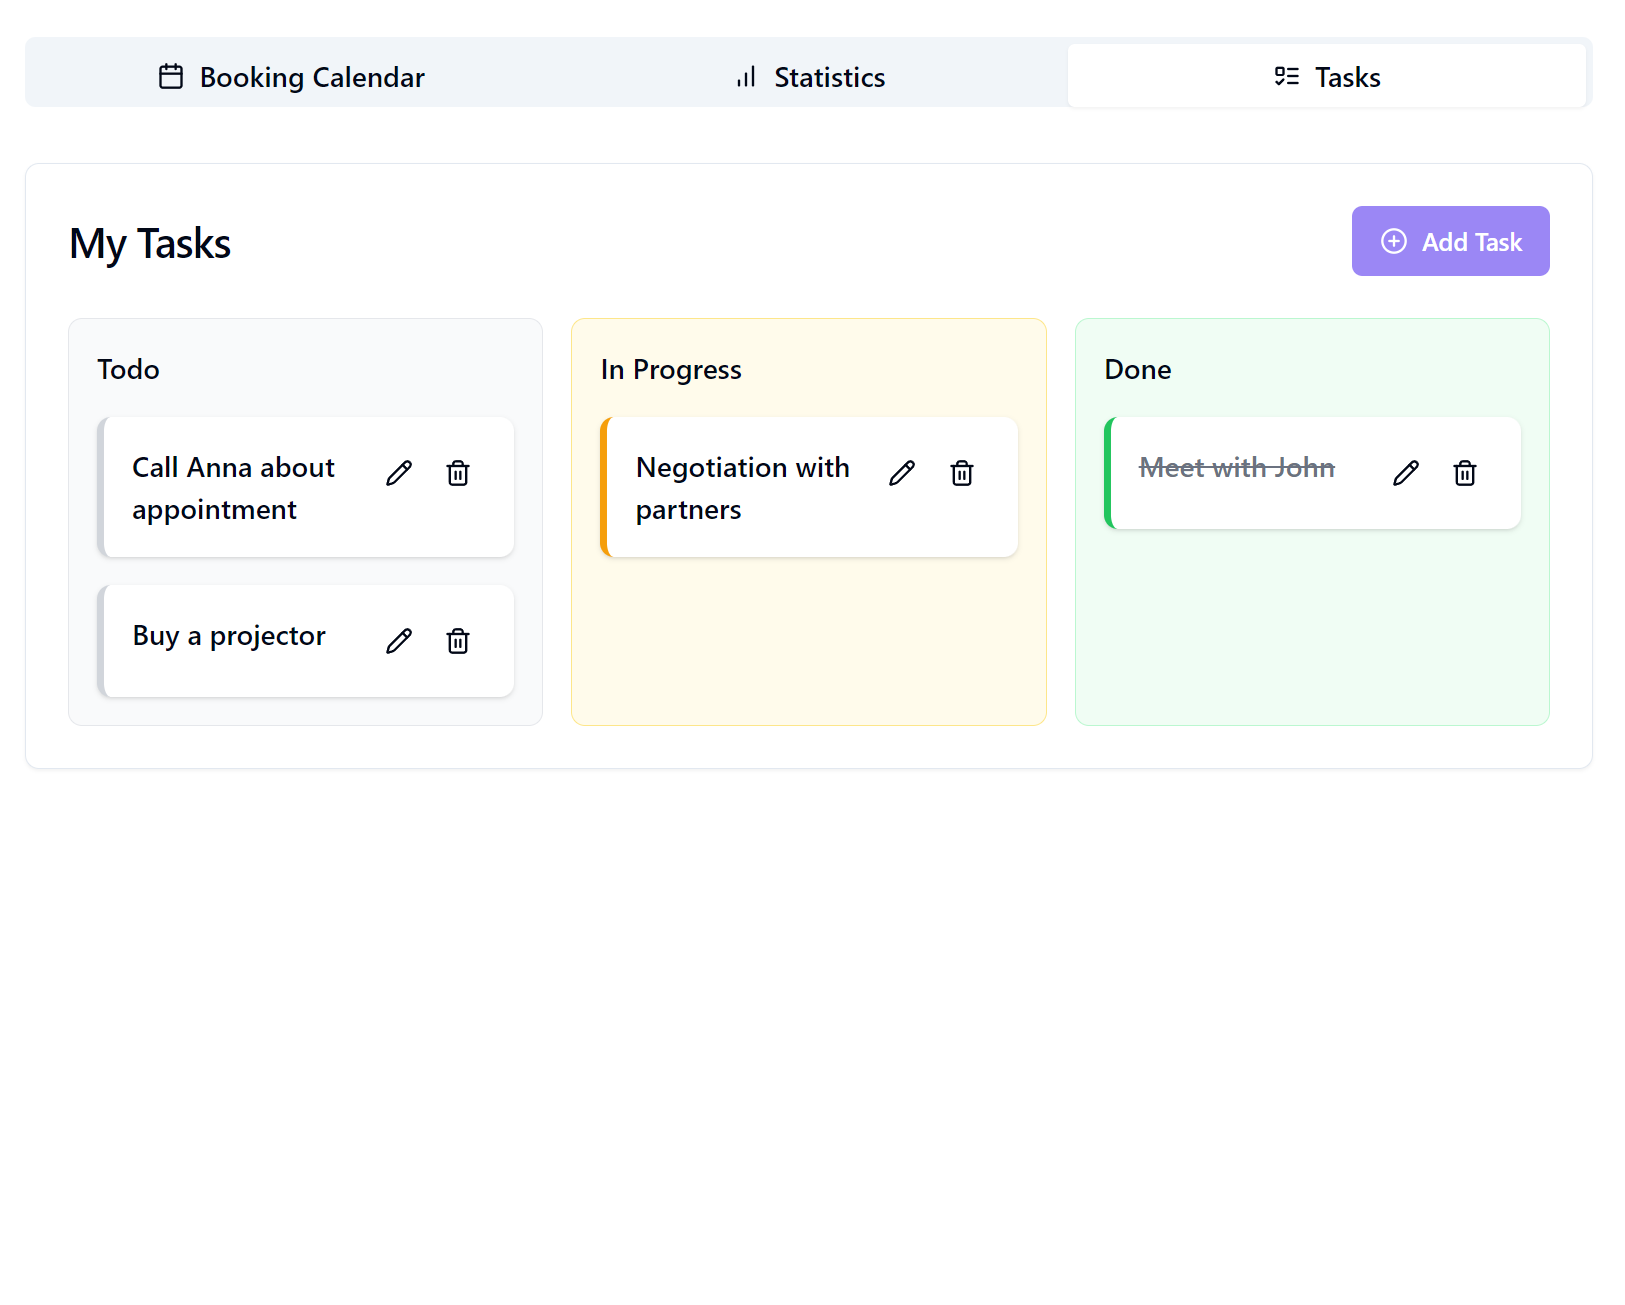 Booking Calendar
Statistics
Tasks
My Tasks
Add Task
Todo
Call Anna about
appointment
Buy a projector
In Progress
Negotiation with
partners
Done
Meet with John